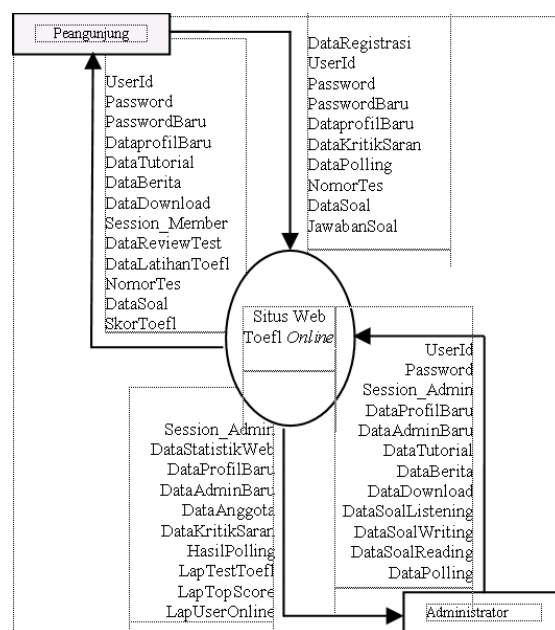 Peangunjung
DataRegistrasi
UserId
Password
PasswordBaru
DataprofilBaru
DataKritikSaran
DataPolling
NomorTes
DataSoal
JawabanSoal
UserId
Password
PasswordBaru
DataprofilBaru
DataTutorial
DataBerita
DataDownload
Session_Member
DataReviewTest
DataLatihanToefl
NomorTes
DataSoal
SkorToefl
Situs Web
Toefl Online
UserId
Password
Session_Admin
DataProfilBaru
DataAdminBaru
DataTutorial
DataBerita
DataDownload
DataSoalListening
DataSoalWriting
DataSoalReading
DataPolling
Session_Admin
DataStatistikWeb
DataProfilBaru
DataAdminBaru
DataAnggota
DataKritikSaran
HasilPolling
LapTestToefl
LapTopScore
LapUserOnline
Administrator